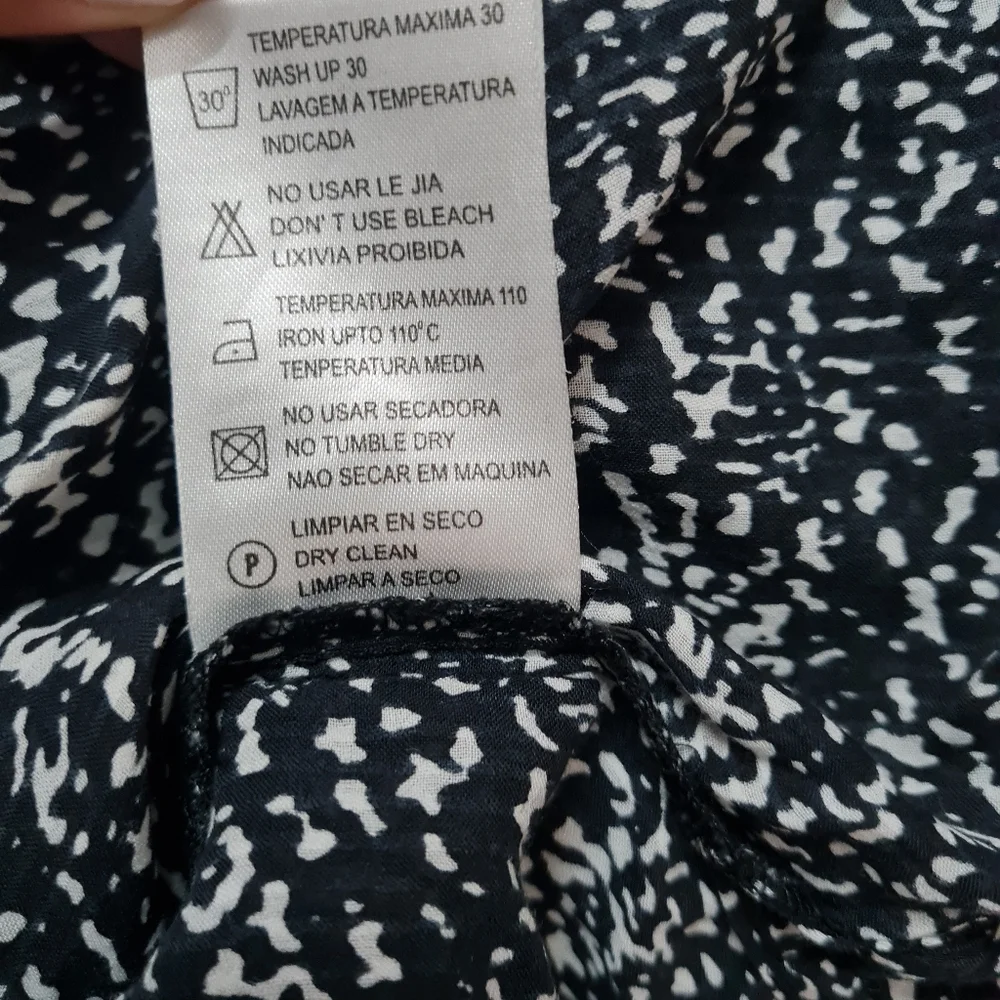 TEMPERATURA MAXIMA 30
WASH UP 30
30°
LAVAGEM A TEMPERATURA
INDICADA
NO USAR LE JIA
DON'T USE BLEACH
LIXIVIA PROIBIDA
TEMPERATURA MAXIMA 110
IRON UPTO 110°C
TENPERATURA MEDIA
NO USAR SECADORA
NO TUMBLE DRY
NAO SECAR EM MAQUINA
LIMPIAR EN SECO
P
DRY CLEAN
LIMPAR A SECO